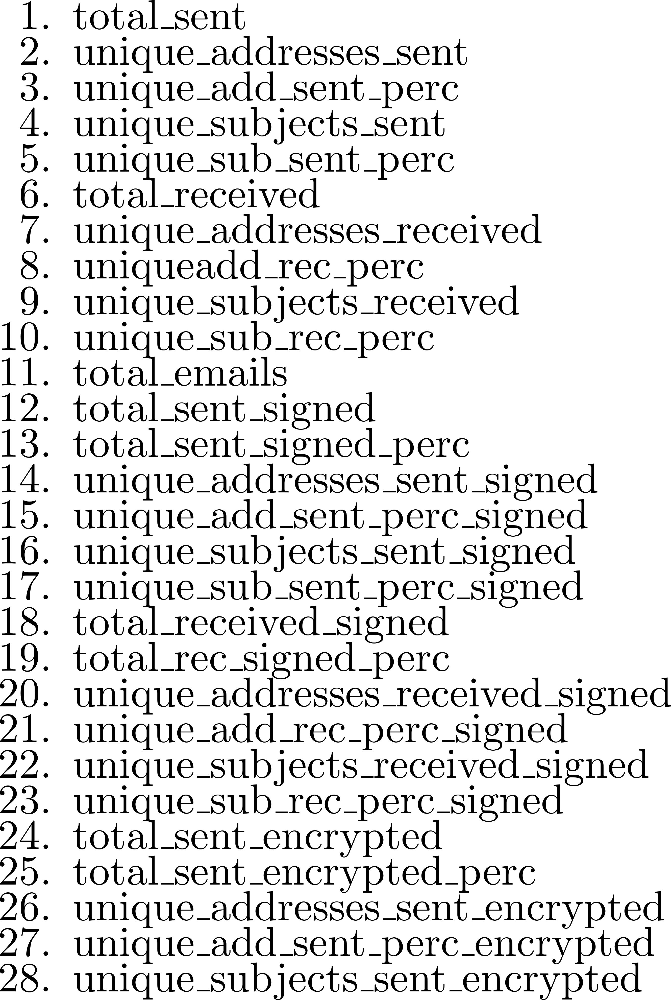 1. total_sent
2. unique_addresses_sent
3. unique_add_sent_perc
4. unique_subjects_sent
5. unique_sub_sent_perc
6. total_received
7. unique_addresses_received
8. uniqueadd_rec_perc
9. unique_subjects_received
10. unique_sub_rec_perc
11. total_emails
12. total_sent_signed
13. total_sent_signed_perc
14. unique_addresses_sent_signed
15. unique_add_sent_perc_signed
16. unique_subjects_sent_signed
17. unique_sub_sent_perc_signed
18. total_received_signed
19. total_rec_signed_perc
20. unique_addresses_received_signed
21. unique_add_rec_perc_signed
22. unique_subjects_received_signed
23. unique_sub_rec_perc_signed
24. total_sent_encrypted
25. total_sent_encrypted_perc
26. unique_addresses_sent_encrypted
27. unique_add_sent_perc_encrypted
28. unique_subjects_sent_encrypted